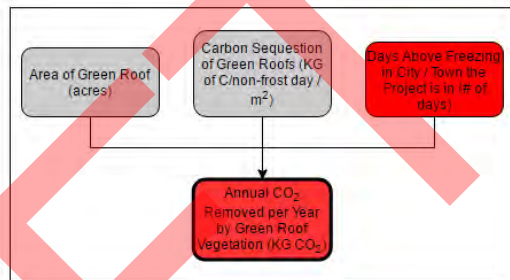 Area of Green Roof
(acres)
Carbon Sequestion
of Green Roofs (KG
of C/non-frost day /
m²)
Days Above Freezing
in City / Town the
Project is in (# of
days)
Annual CO₂
Removed per Year
by Green Roof
Vegetation (KG CO₂)